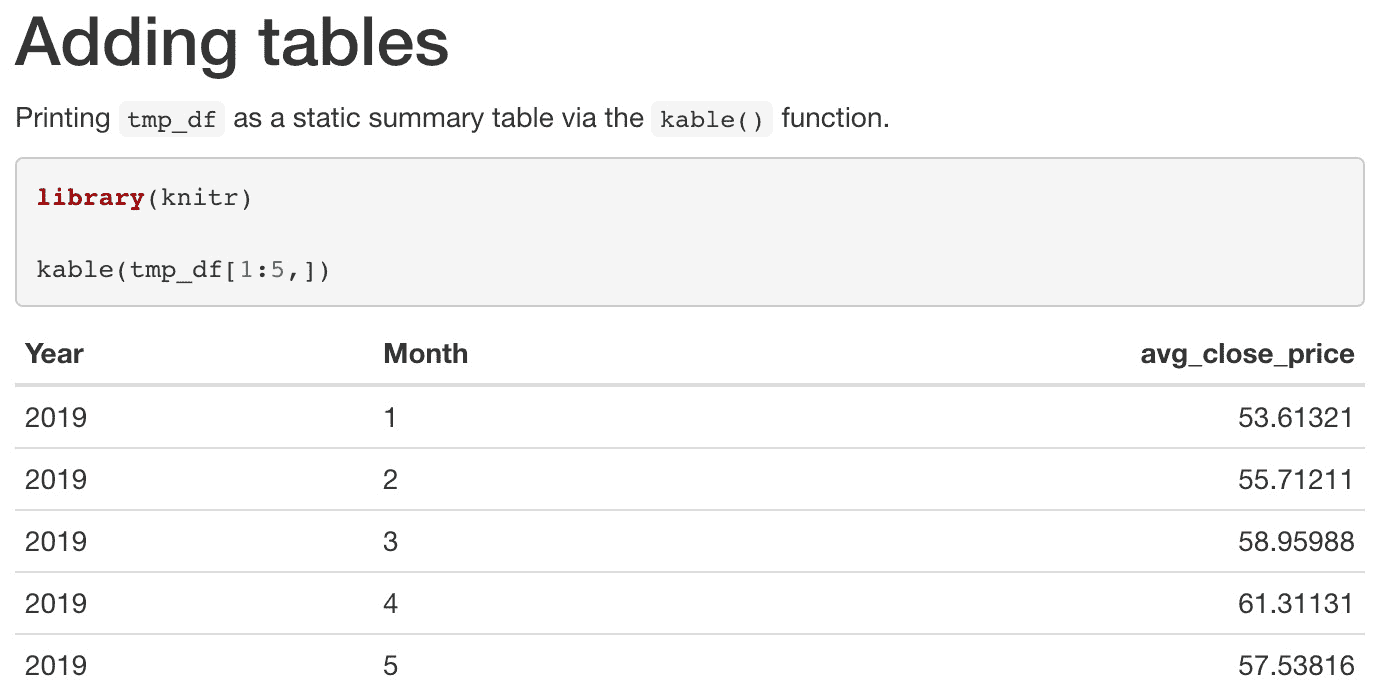 Adding tables
Printing tmp_df as a static summary table via the kable() function.
library(knitr)
kable(tmp_df[1:5,])
Year Month avg_close_price
2019 1 53.61321
2019 2 55.71211
2019 3 58.95988
2019 4 61.31131
2019 5 57.53816